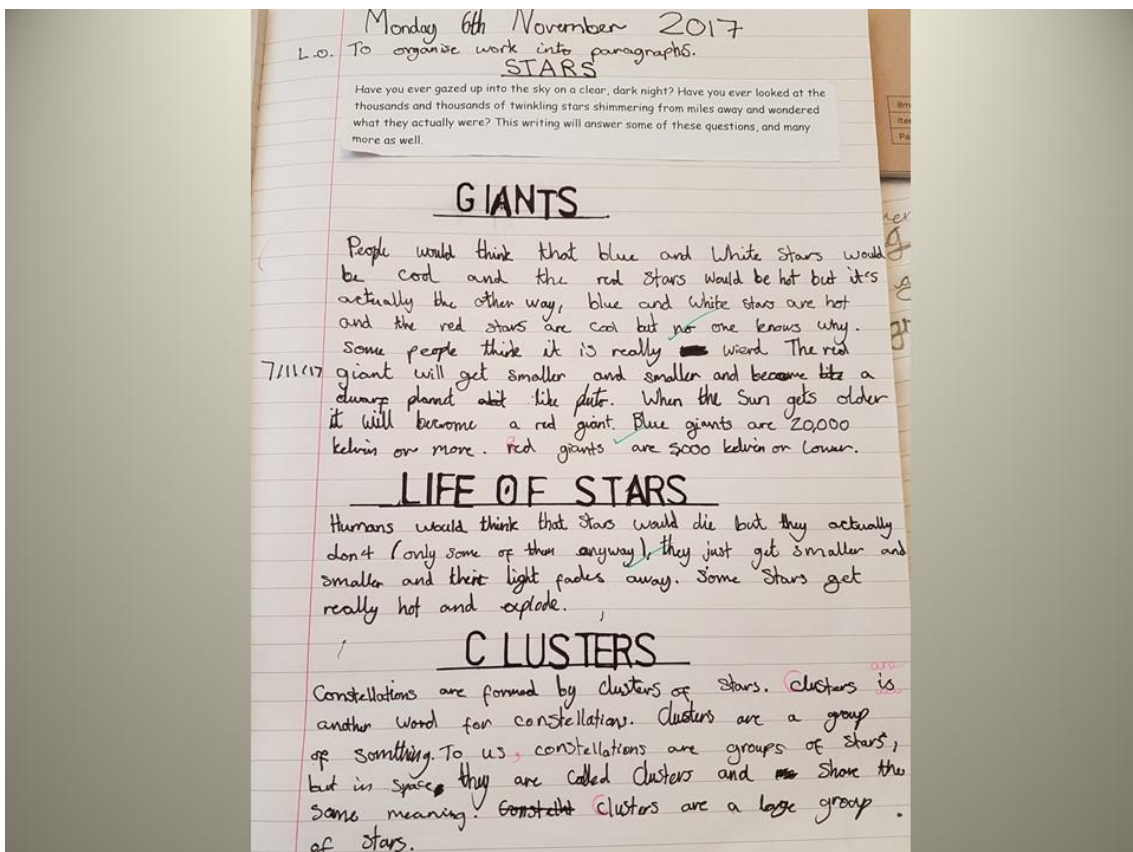 Monday 6th November 2017
L.O. To organise work into paragraphs.
STARS
Have you ever gazed up into the sky on a clear, dark night? Have you ever looked at the
thousands and thousands of twinkling stars shimmering from miles away and wondered
what they actually were? This writing will answer some of these questions, and many
more as well.
GIANTS
People would think that blue and White Stars would
be cool and the red Stars would be hot but it's
actually the other way, blue and White stars are hot
and the red stars are cool but no one knows why.
Some people think it is really wierd The red
7/11/17 giant will get smaller and smaller and become a
planet like pluto. When the Sun gets older
it will become a red giant. Blue giants are 20,000
kelvin or more. Red giants are 5000 kelvin or lower.
LIFE OF STARS
Humans would think that Stars would die but they actually
don't (only some of them anyway), they just get smaller and
smaller and their light fades away. Some Stars get
really hot and explode.
CLUSTERS
Constellations are formed by clusters of Stars. Clusters is are
another word for constellations. Clusters are a group
of somthing. To us, constellations are groups of stars,
but in space, they are called Clusters and Share the
same meaning. Clusters are a large group
of stars.